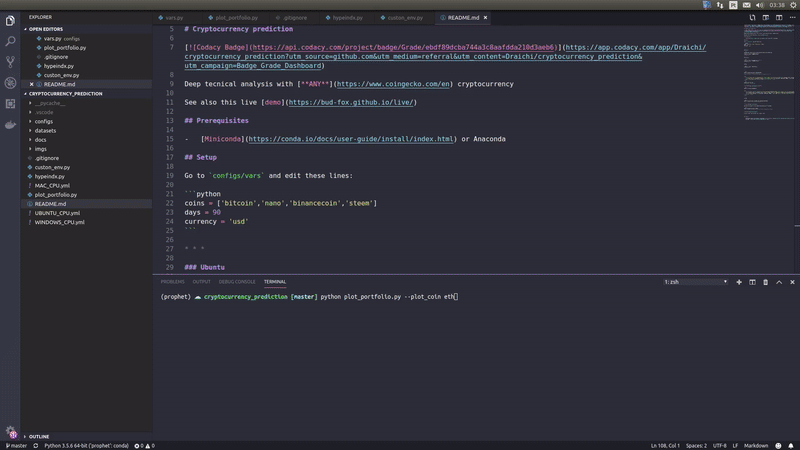 Pt
03:38
EXPLORER
vars.py
plot_portfolio.py
.gitignore
hypeindx.py
custon_env.py
README.md
OPEN EDITORS
vars.py configs
plot_portfolio.py
.gitignore
hypeindx.py
custon_env.py
README.md
CRYPTOCURRENCY_PREDICTION
__pycache__
.vscode
configs
datasets
docs
imgs
.gitignore
custon_env.py
hypeindx.py
MAC_CPU.yml
plot_portfolio.py
README.md
UBUNTU_CPU.yml
WINDOWS_CPU.yml
OUTLINE
5 # Cryptocurrency prediction
6
7 [![Codacy Badge](https://api.codacy.com/project/badge/Grade/ebdf89dcba744a3c8aafdda210d3aeb6)](https://app.codacy.com/app/Draichi/
cryptocurrency_prediction?utm_source=github.com&utm_medium=referral&utm_content=Draichi/cryptocurrency_prediction&
utm_campaign=Badge_Grade_Dashboard)
8
9 Deep tecnical analysis with [**ANY**](https://www.coingecko.com/en) cryptocurrency
10
11 See also this live [demo](https://bud-fox.github.io/live/)
12
13 ## Prerequisites
14
15 - [Miniconda](https://conda.io/docs/user-guide/install/index.html) or Anaconda
16
17 ## Setup
18
19 Go to `configs/vars` and edit these lines:
20
21 ```python
22 coins = ['bitcoin','nano','binancecoin','steem']
23 days = 90
24 currency = 'usd'
25 ```
26
27 * * *
28
29 ### Ubuntu
PROBLEMS OUTPUT DEBUG CONSOLE TERMINAL
1: zsh
(prophet) cryptocurrency_prediction [master] python plot_portfolio.py --plot_coin eth
master
Python 3.5.6 64-bit ('prophet': conda)
0 0
Ln 108, Col 1
Spaces: 2
UTF-8
LF
Markdown